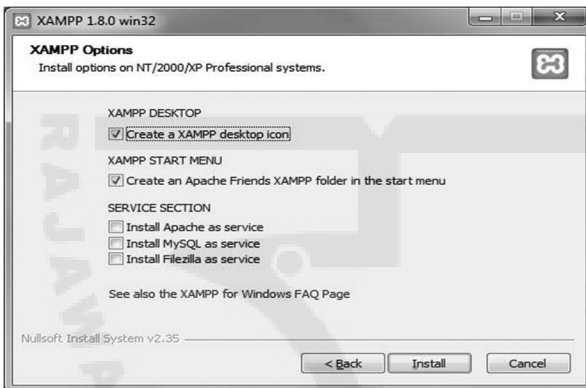 XAMPP 1.8.0 win32
XAMPP Options
Install options on NT/2000/XP Professional systems.
XAMPP DESKTOP
Create a XAMPP desktop icon
XAMPP START MENU
Create an Apache Friends XAMPP folder in the start menu
SERVICE SECTION
Install Apache as service
Install MySQL as service
Install Filezilla as service
See also the XAMPP for Windows FAQ Page
Nullsoft Install System v2.35
< Back
Install
Cancel
RAJAWA